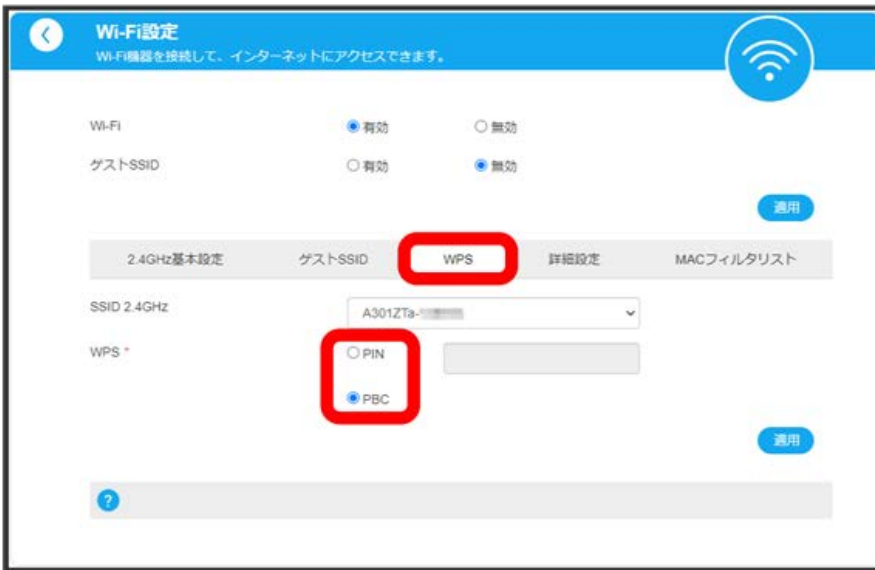 Wi-Fi設定
Wi-Fi機器を接続して、インターネットにアクセスできます。
Wi-Fi 有効 無効
ゲストSSID 有効 無効
適用
2.4GHz基本設定 ゲストSSID WPS 詳細設定 MACフィルタリスト
SSID 2.4GHz A301ZTa-
WPS * PIN
PBC
適用
?